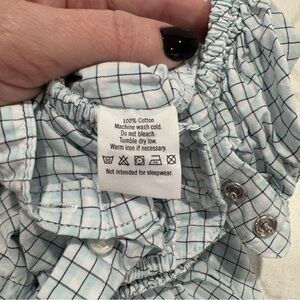 100% Cotton
Machine wash cold.
Do not bleach.
Tumble dry low.
Warm iron if necessary.
Not intended for sleepwear.